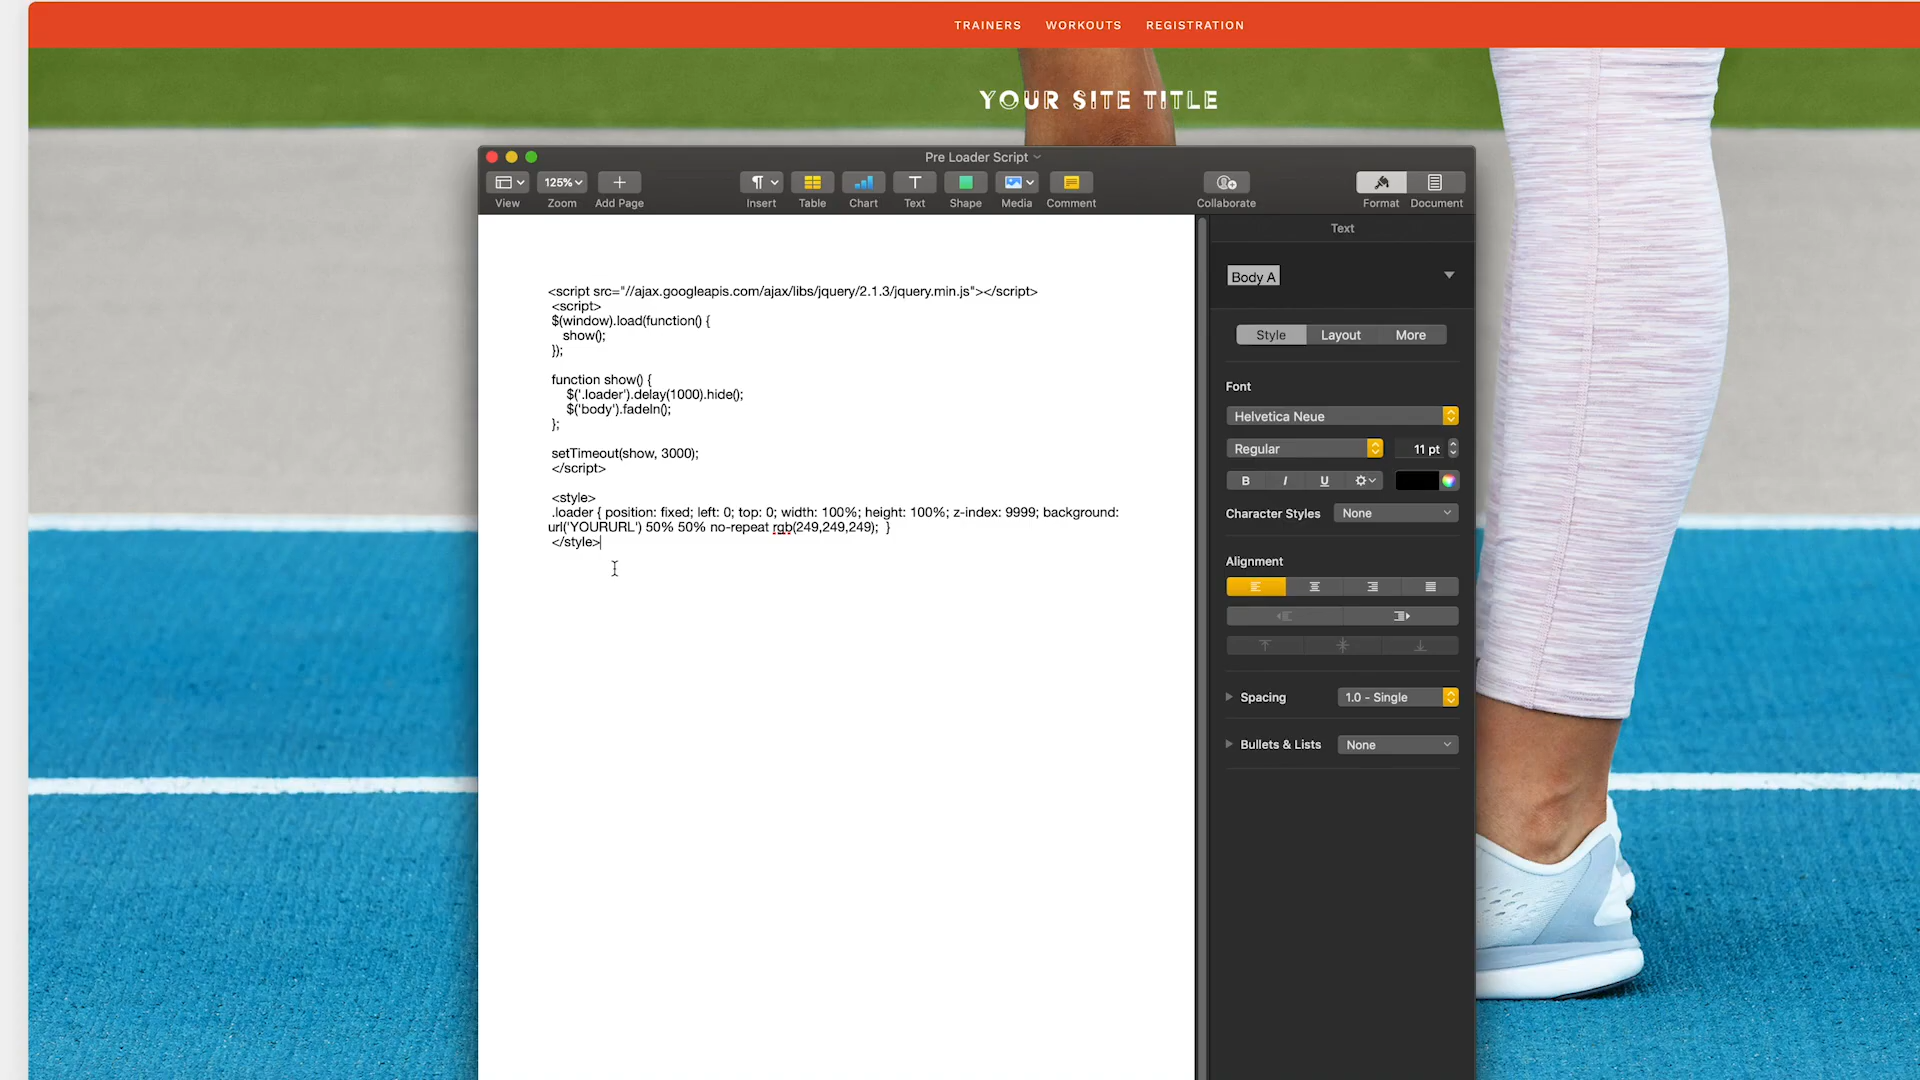 TRAINERS WORKOUTS REGISTRATION
YOUR SITE TITLE
Pre Loader Script
125%
View Zoom Add Page Insert Table Chart Text Shape Media Comment Collaborate Format Document
Text
Body A
Style Layout More
Font
Helvetica Neue
Regular 11 pt
B I U
Character Styles None
Alignment
Spacing 1.0 - Single
Bullets & Lists None
<script src="//ajax.googleapis.com/ajax/libs/jquery/2.1.3/jquery.min.js"></script>
<script>
$(window).load(function() {
show();
});
function show() {
$('.loader').delay(1000).hide();
$('body').fadeIn();
};
setTimeout(show, 3000);
</script>
<style>
.loader { position: fixed; left: 0; top: 0; width: 100%; height: 100%; z-index: 9999; background:
url('YOURURL') 50% 50% no-repeat rgb(249,249,249); }
</style>